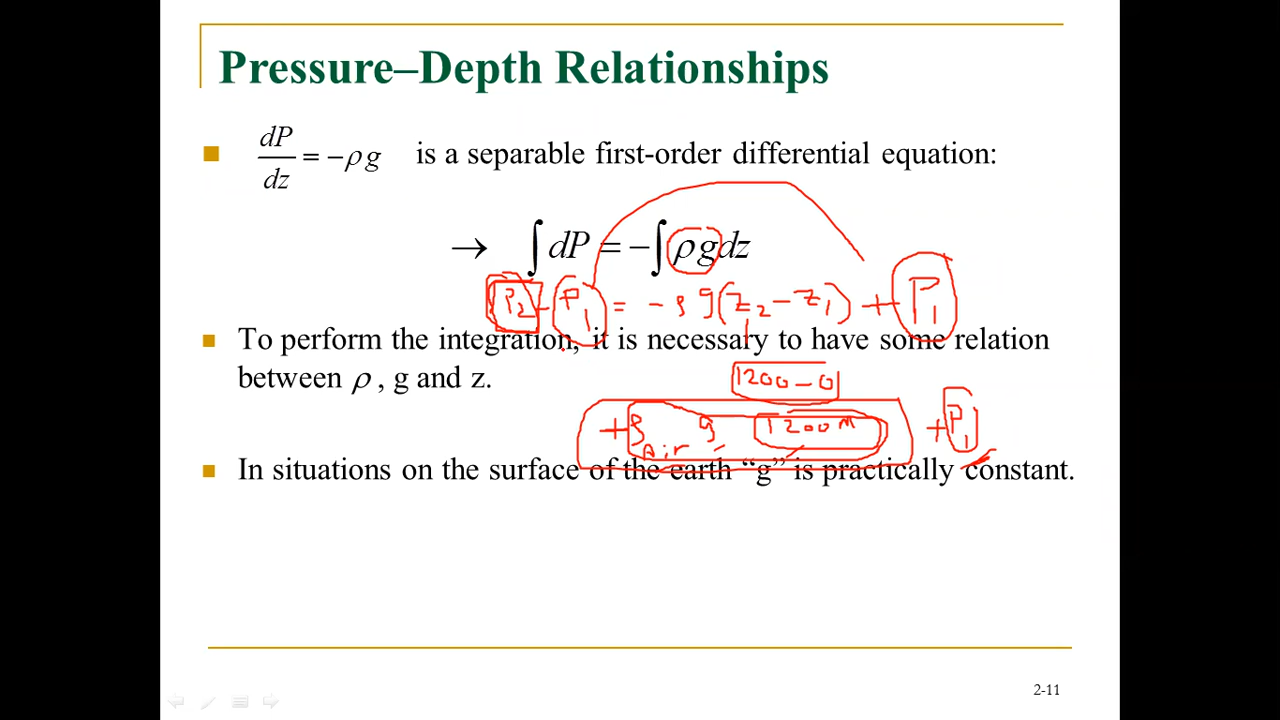 Pressure–Depth Relationships
dP/dz = −ρg is a separable first-order differential equation:
→ ∫dP = −∫ρgdz
P₂ - P₁ = - ρg(z₂ - z₁) + P₁
To perform the integration, it is necessary to have some relation
between ρ, g and z.
1200 - 0
+ρAir g 1200M +P₁
In situations on the surface of the earth “g” is practically constant.
2-11